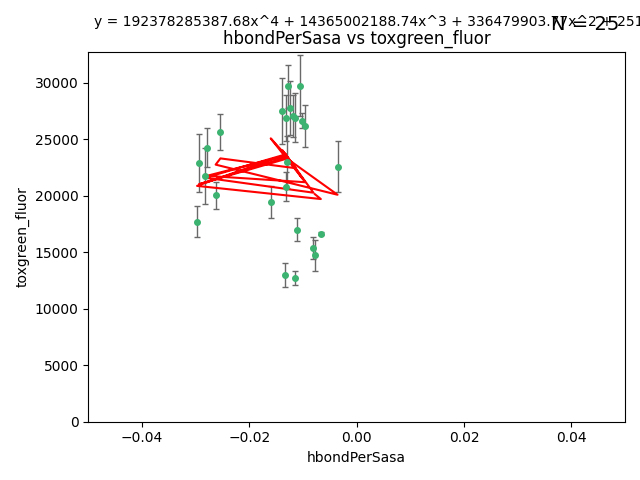 y = 192378285387.68x^4 + 14365002188.74x^3 + 336479903.
N = 25
hbondPerSasa vs toxgreen_fluor
30000
25000
20000
15000
10000
5000
0
toxgreen_fluor
−0.04
−0.02
0.00
0.02
0.04
hbondPerSasa